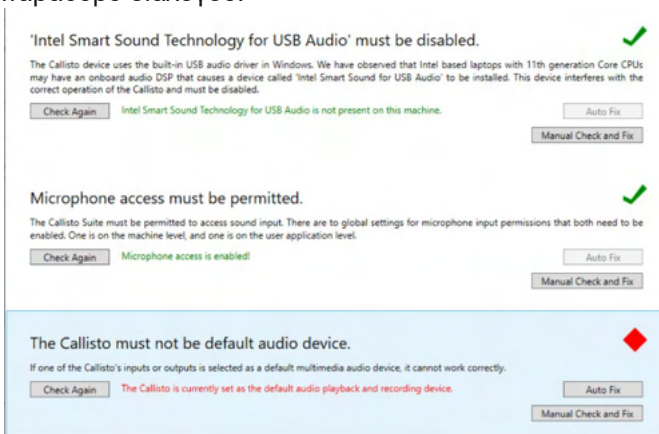 'Intel Smart Sound Technology for USB Audio' must be disabled.
The Callisto device uses the built-in USB audio driver in Windows. We have observed that Intel based laptops with 11th generation Core CPUs
may have an onboard audio DSP that causes a device called 'Intel Smart Sound for USB Audio' to be installed. This device interferes with the
correct operation of the Callisto and must be disabled.
Check Again
Intel Smart Sound Technology for USB Audio is not present on this machine.
Auto Fix
Manual Check and Fix
Microphone access must be permitted.
The Callisto Suite must be permitted to access sound input. There are to global settings for microphone input permissions that both need to be
enabled. One is on the machine level, and one is on the user application level.
Check Again
Microphone access is enabled!
Auto Fix
Manual Check and Fix
The Callisto must not be default audio device.
If one of the Callisto's inputs or outputs is selected as a default multimedia audio device, it cannot work correctly.
Check Again
The Callisto is currently set as the default audio playback and recording device.
Auto Fix
Manual Check and Fix